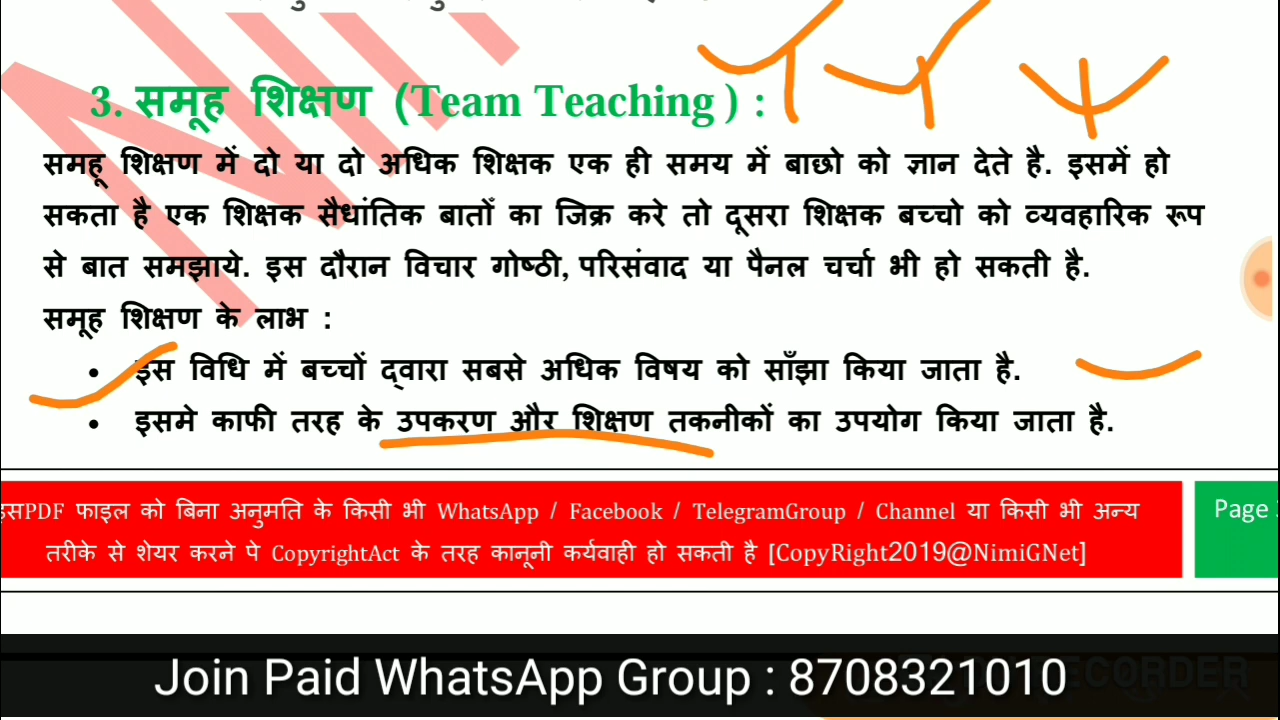 3. समूह शिक्षण (Team Teaching ) :
समहू शिक्षण में दो या दो अधिक शिक्षक एक ही समय में बाछो को ज्ञान देते है. इसमें हो
सकता है एक शिक्षक सैधांतिक बातों का जिक्र करे तो दूसरा शिक्षक बच्चो को व्यवहारिक रूप
से बात समझाये. इस दौरान विचार गोष्ठी, परिसंवाद या पैनल चर्चा भी हो सकती है.
समूह शिक्षण के लाभ :
• इस विधि में बच्चों द्वारा सबसे अधिक विषय को साँझा किया जाता है.
• इसमे काफी तरह के उपकरण और शिक्षण तकनीकों का उपयोग किया जाता है.
इसPDF फाइल को बिना अनुमति के किसी भी WhatsApp / Facebook / TelegramGroup / Channel या किसी भी अन्य
तरीके से शेयर करने पे CopyrightAct के तरह कानूनी कर्यवाही हो सकती है [CopyRight2019@NimiGNet]
Page
Join Paid WhatsApp Group : 8708321010